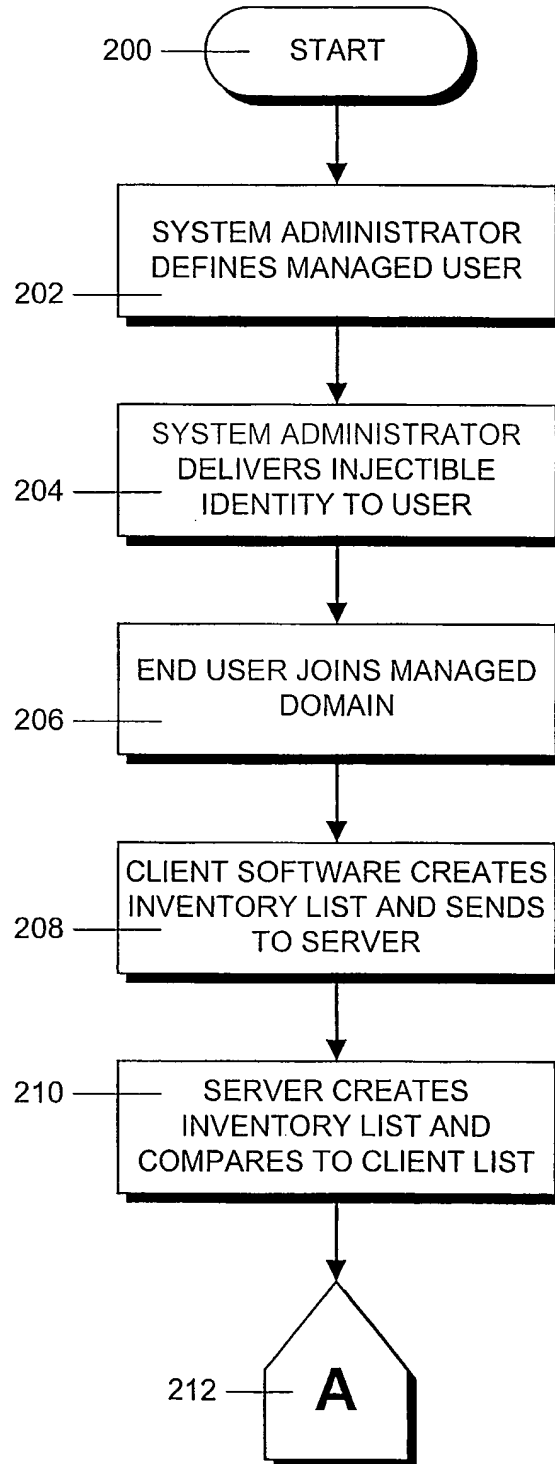 200
START
SYSTEM ADMINISTRATOR
DEFINES MANAGED USER
202
SYSTEM ADMINISTRATOR
DELIVERS INJECTIBLE
IDENTITY TO USER
204
END USER JOINS MANAGED
DOMAIN
206
CLIENT SOFTWARE CREATES
INVENTORY LIST AND SENDS
TO SERVER
208
210
SERVER CREATES
INVENTORY LIST AND
COMPARES TO CLIENT LIST
212
A